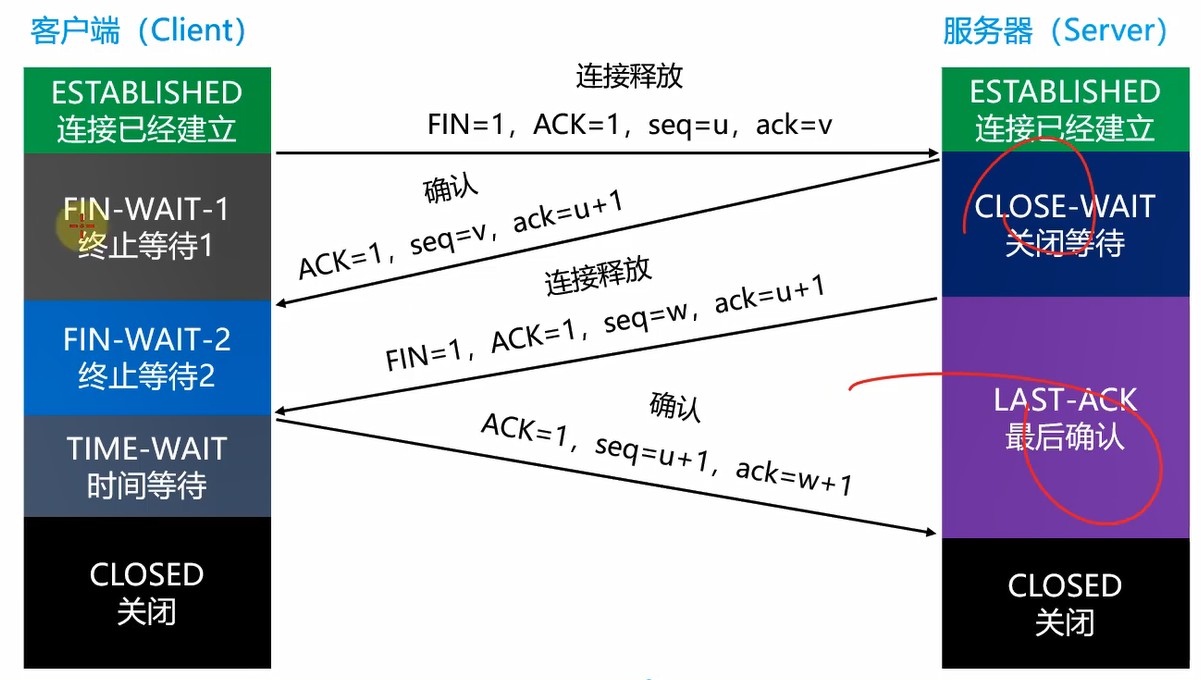 客户端（Client）
服务器（Server）
ESTABLISHED
连接已经建立
连接释放
FIN=1，ACK=1，seq=u，ack=v
ESTABLISHED
连接已经建立
FIN-WAIT-1
终止等待1
确认
ACK=1，seq=v，ack=u+1
CLOSE-WAIT
关闭等待
连接释放
FIN=1，ACK=1，seq=w，ack=u+1
FIN-WAIT-2
终止等待2
确认
ACK=1，seq=u+1，ack=w+1
LAST-ACK
最后确认
TIME-WAIT
时间等待
CLOSED
关闭
CLOSED
关闭